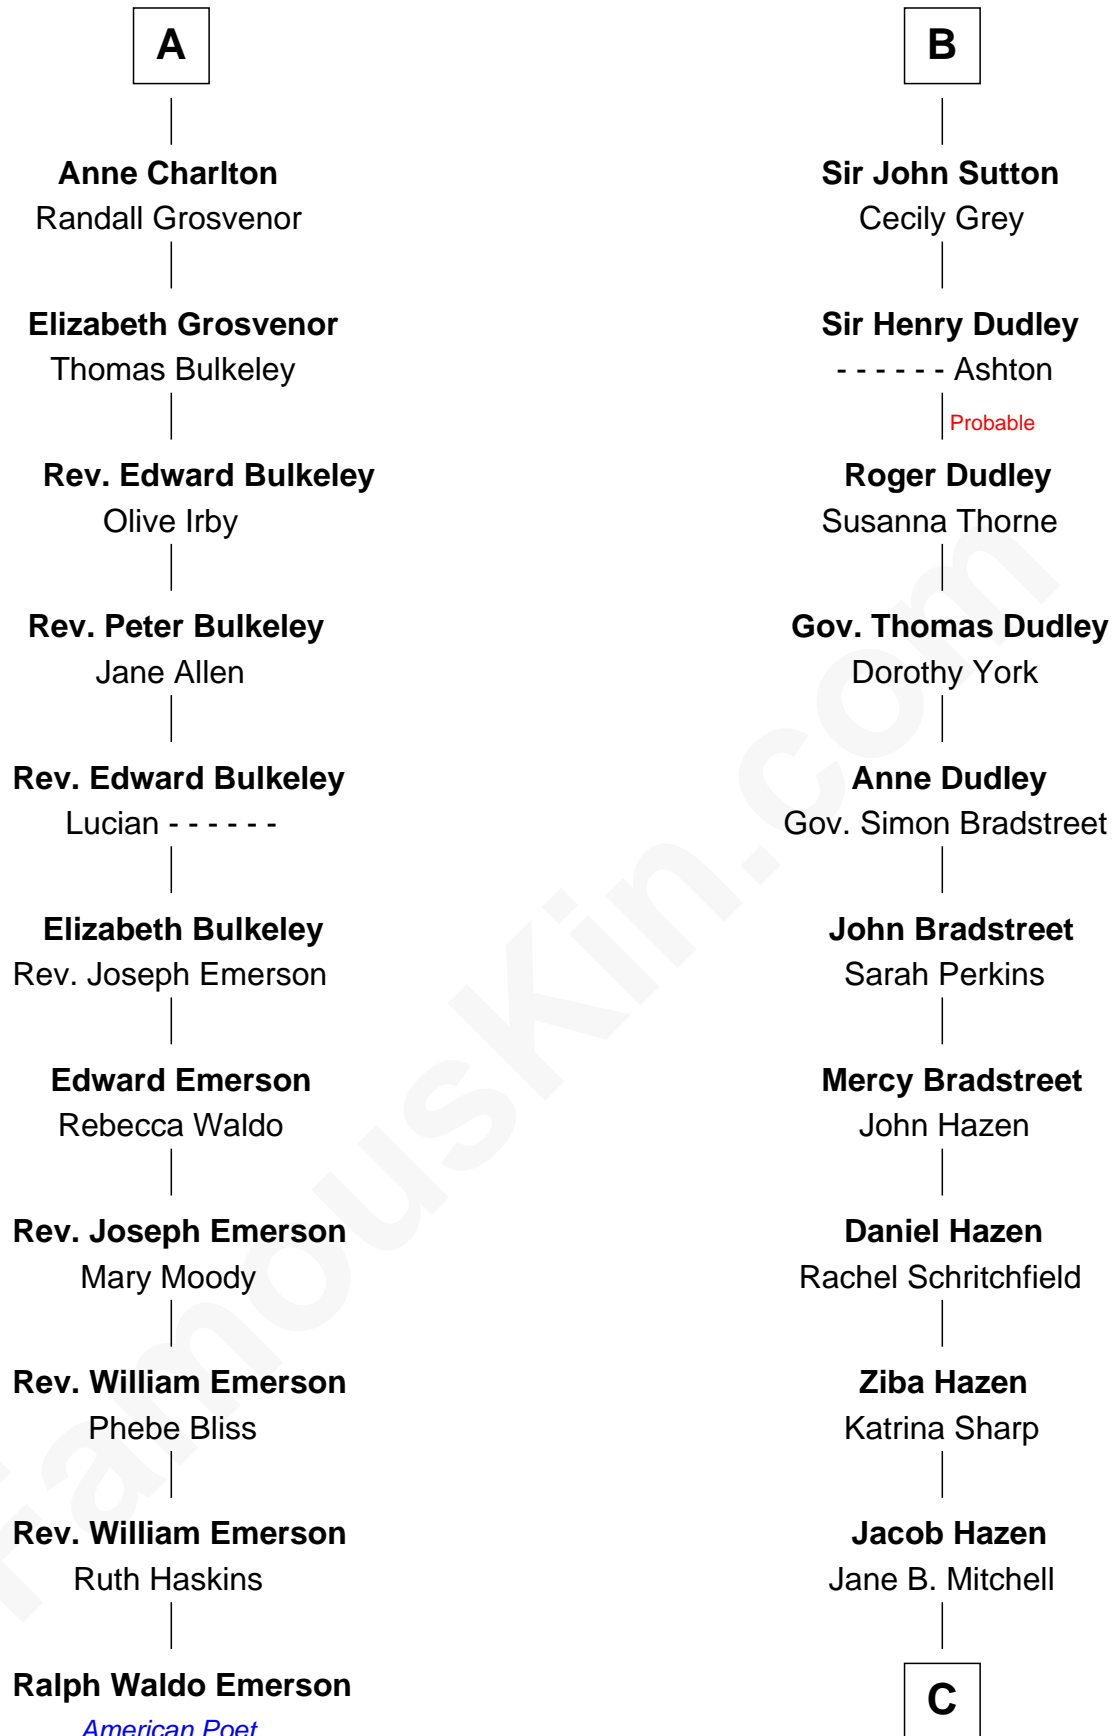 A
Anne Charlton
Randall Grosvenor
Elizabeth Grosvenor
Thomas Bulkeley
Rev. Edward Bulkeley
Olive Irby
Rev. Peter Bulkeley
Jane Allen
Rev. Edward Bulkeley
Lucian - - - - - -
Elizabeth Bulkeley
Rev. Joseph Emerson
Edward Emerson
Rebecca Waldo
Rev. Joseph Emerson
Mary Moody
Rev. William Emerson
Phebe Bliss
Rev. William Emerson
Ruth Haskins
Ralph Waldo Emerson
American Poet
B
Sir John Sutton
Cecily Grey
Sir Henry Dudley
- - - - - - Ashton
Probable
Roger Dudley
Susanna Thorne
Gov. Thomas Dudley
Dorothy York
Anne Dudley
Gov. Simon Bradstreet
John Bradstreet
Sarah Perkins
Mercy Bradstreet
John Hazen
Daniel Hazen
Rachel Schritchfield
Ziba Hazen
Katrina Sharp
Jacob Hazen
Jane B. Mitchell
C
FamousKin.com